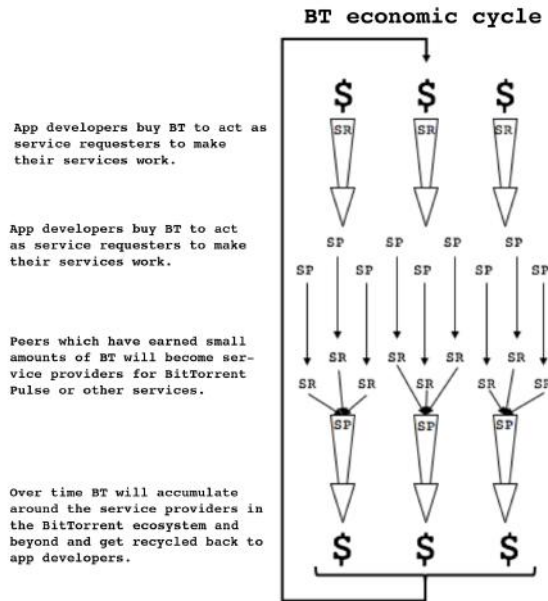 BT economic cycle
$ $ $
App developers buy BT to act as
service requesters to make
their services work.
SR SR SR
App developers buy BT to act
as service requesters to make
their services work.
SP SP SP SP
SP SP SP SP SP
Peers which have earned small
amounts of BT will become ser-
vice providers for BitTorrent
Pulse or other services.
SR SR SR SR
SR SR SR SR SR
SP SP SP
Over time BT will accumulate
around the service providers in
the BitTorrent ecosystem and
beyond and get recycled back to
app developers.
$ $ $